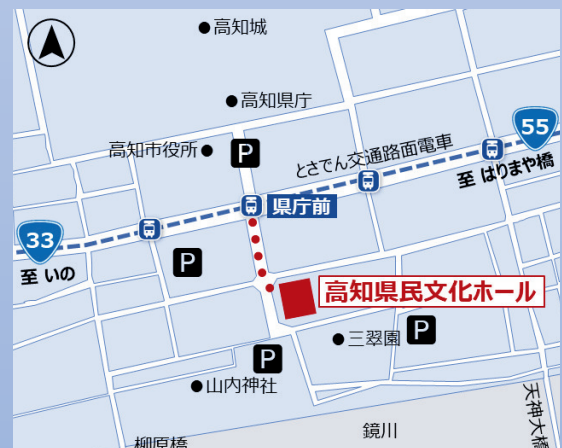 高知城
高知県庁
55
高知市役所
P
とさでん交通路面電車
至 はりまや橋
県庁前
33
至 いの
P
高知県民文化ホール
三翠園
P
P
山内神社
天神大橋
鏡川
柳原橋